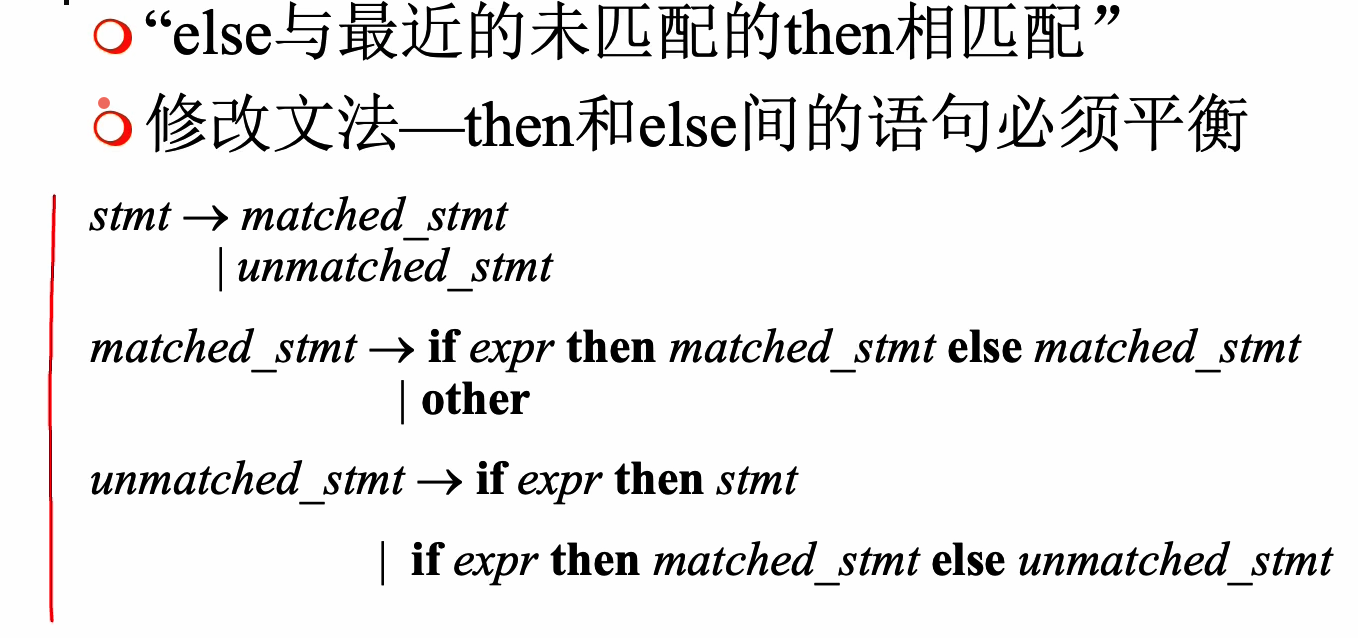 “else与最近的未匹配的then相匹配”
修改文法—then和else间的语句必须平衡
stmt → matched_stmt
| unmatched_stmt
matched_stmt → if expr then matched_stmt else matched_stmt
| other
unmatched_stmt → if expr then stmt
| if expr then matched_stmt else unmatched_stmt